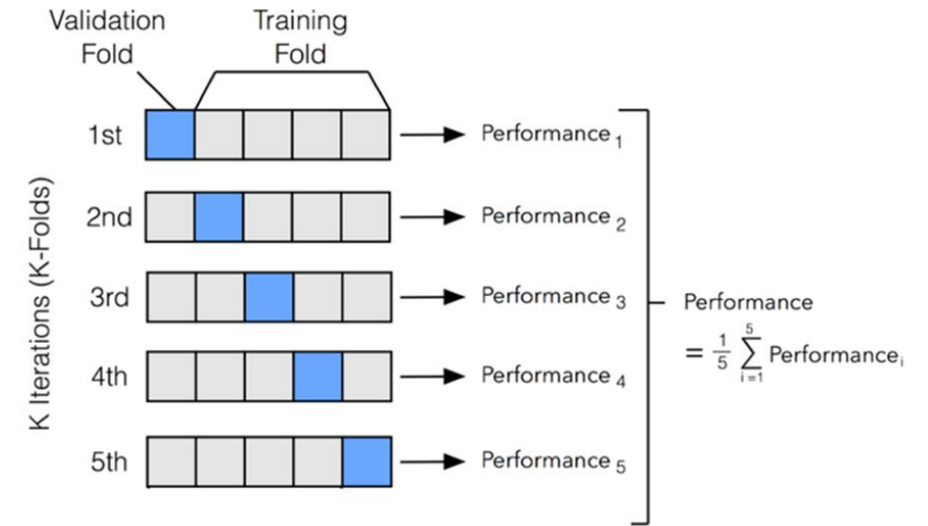 Validation
Fold
Training
Fold
K Iterations (K-Folds)
1st
Performance 1
2nd
Performance 2
3rd
Performance 3
4th
Performance 4
5th
Performance 5
Performance
= 1/5 5 ∑ i=1 Performance i